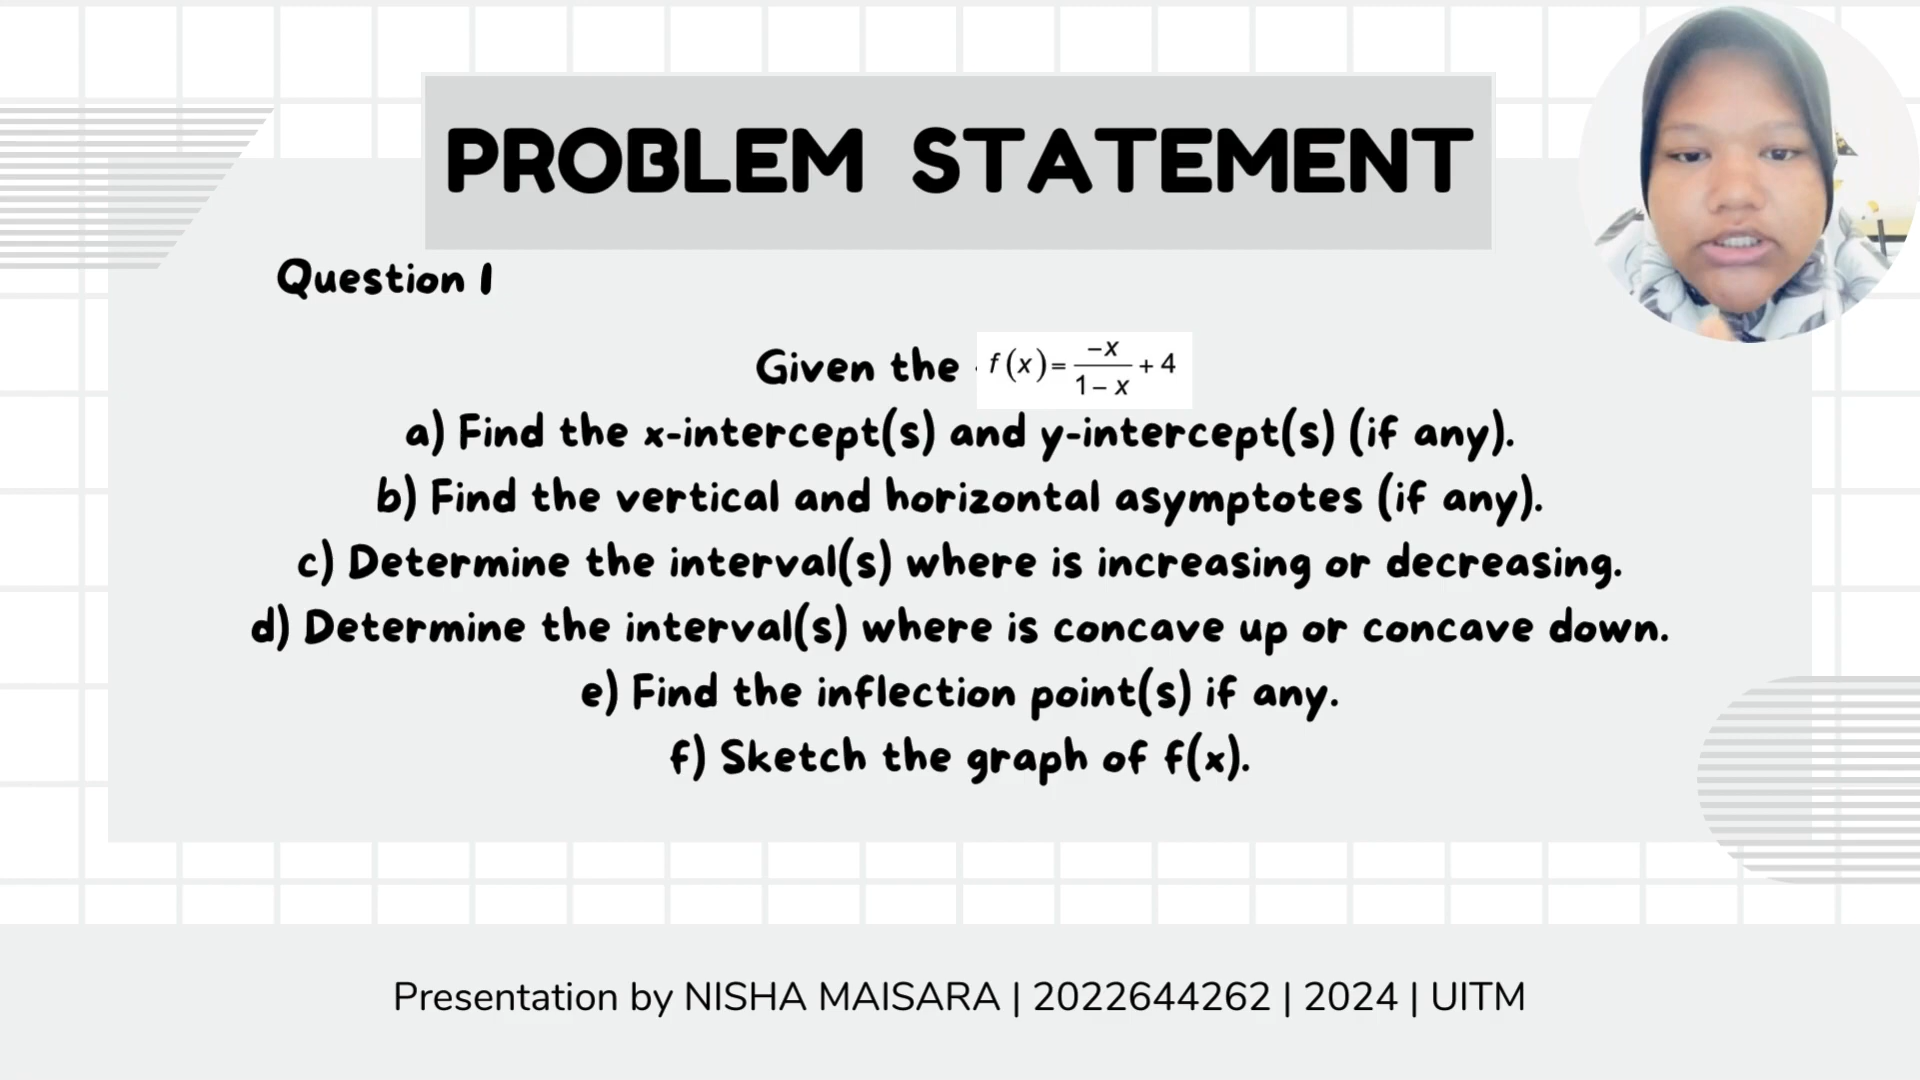 PROBLEM STATEMENT
Question 1
Given the f(x)= -x/(1-x) + 4
a) Find the x-intercept(s) and y-intercept(s) (if any).
b) Find the vertical and horizontal asymptotes (if any).
c) Determine the interval(s) where is increasing or decreasing.
d) Determine the interval(s) where is concave up or concave down.
e) Find the inflection point(s) if any.
f) Sketch the graph of f(x).
Presentation by NISHA MAISARA | 2022644262 | 2024 | UITM